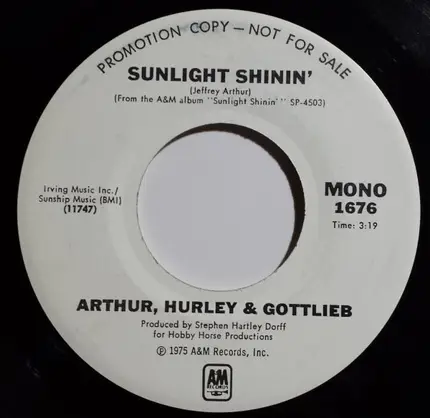 PROMOTION COPY — NOT FOR SALE
SUNLIGHT SHININ'
(Jeffrey Arthur)
(From the A&M album "Sunlight Shinin'" SP-4503)
Irving Music Inc./
Sunship Music (BMI)
(11747)
MONO
1676
Time: 3:19
ARTHUR, HURLEY & GOTTLIEB
Produced by Stephen Hartley Dorff
for Hobby Horse Productions
℗ 1975 A&M Records, Inc.
A&M
RECORDS